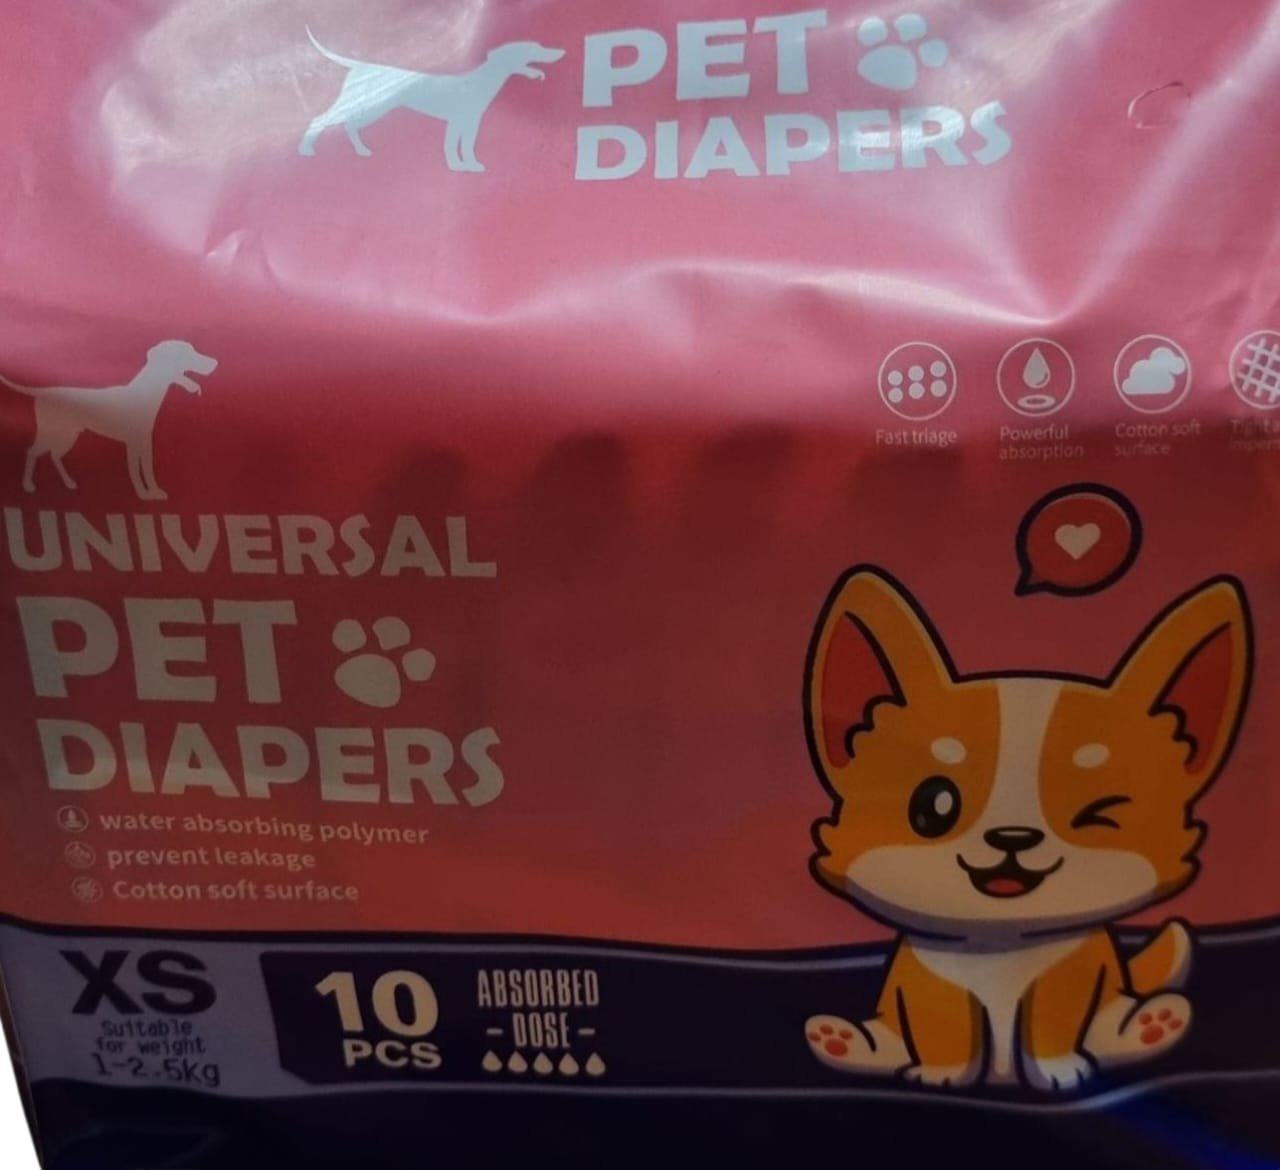 PET
DIAPERS
Fast triage
Powerful
absorption
Cotton soft
surface
UNIVERSAL
PET
DIAPERS
water absorbing polymer
prevent leakage
Cotton soft surface
XS
Suitable
for weight
1-2.5kg
10
PCS
ABSORBED
- DOSE -